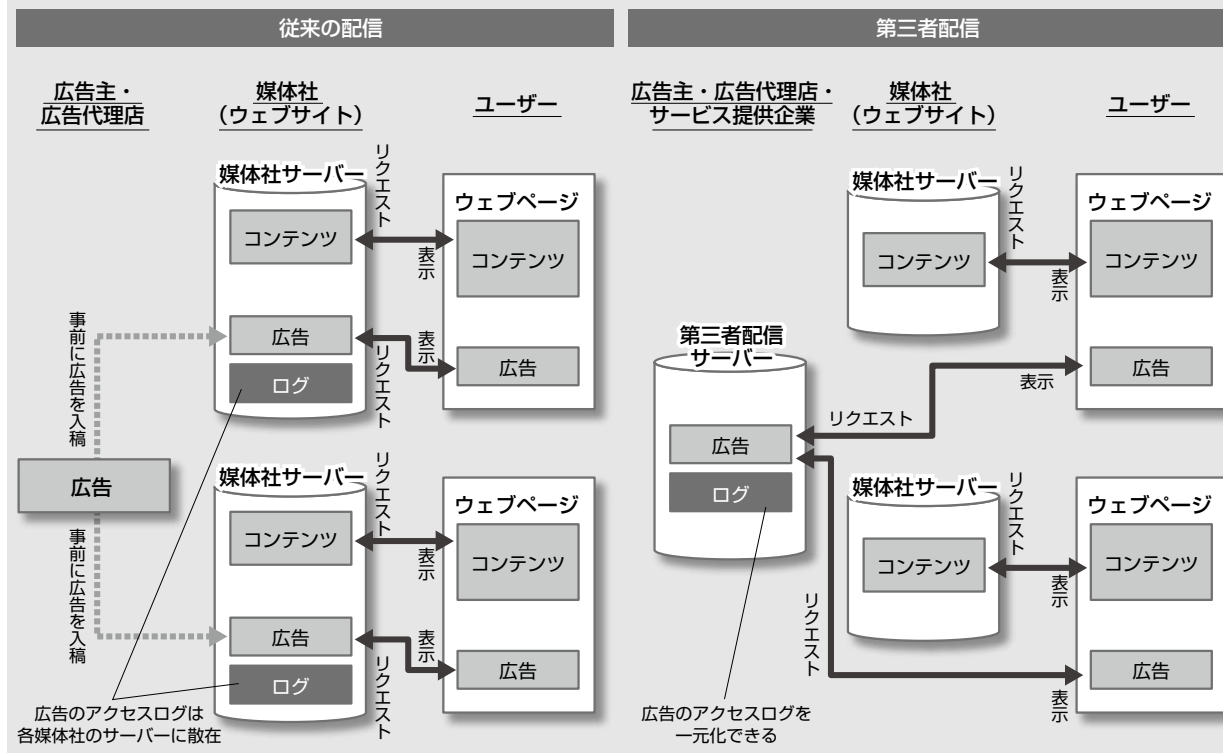 従来の配信
広告主・
広告代理店
媒体社
（ウェブサイト）
ユーザー
媒体社サーバー
コンテンツ
広告
ログ
リクエスト
表示
リクエスト
表示
ウェブページ
コンテンツ
広告
事前に広告を入稿
広告
事前に広告を入稿
媒体社サーバー
コンテンツ
広告
ログ
リクエスト
表示
リクエスト
表示
ウェブページ
コンテンツ
広告
広告のアクセスログは
各媒体社のサーバーに散在
第三者配信
広告主・広告代理店・
サービス提供企業
媒体社
（ウェブサイト）
ユーザー
媒体社サーバー
コンテンツ
リクエスト
表示
ウェブページ
コンテンツ
広告
第三者配信
サーバー
広告
ログ
リクエスト
表示
媒体社サーバー
コンテンツ
リクエスト
表示
ウェブページ
コンテンツ
広告
リクエスト
表示
広告のアクセスログを
一元化できる